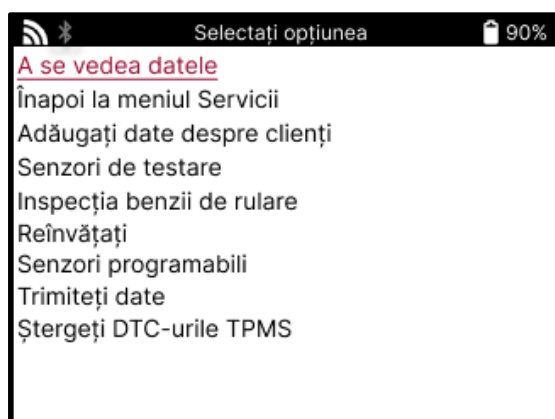 Selectați opțiunea 90%
A se vedea datele
Înapoi la meniul Servicii
Adăugați date despre clienți
Senzori de testare
Inspecția benzii de rulare
Reînvățați
Senzori programabili
Trimiteți date
Ștergeți DTC-urile TPMS